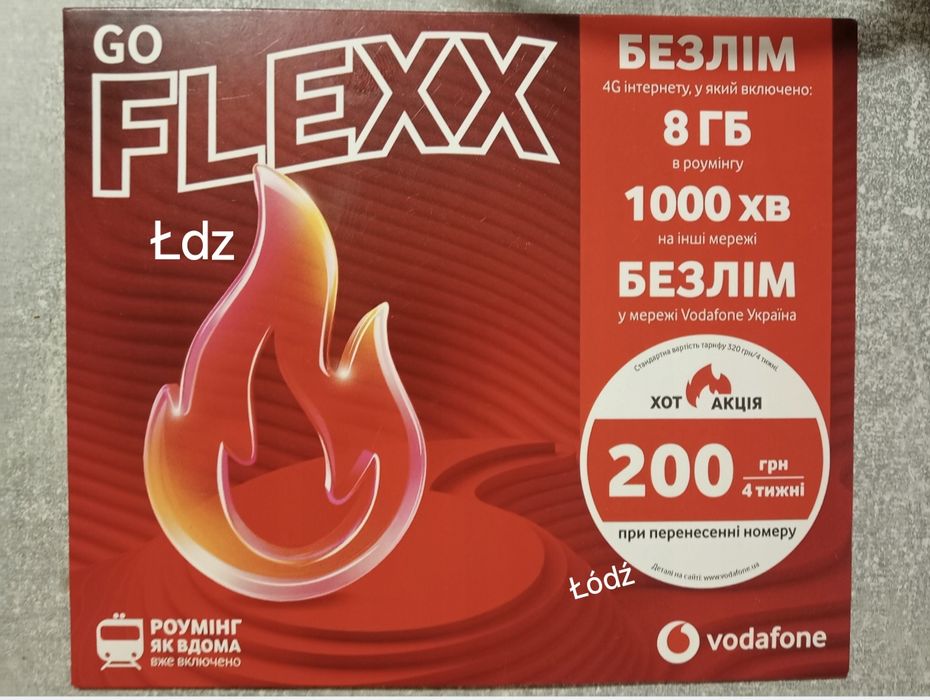 GO
FLEXX
Łdz
БЕЗЛІМ
4G інтернету, у який включено:
8 ГБ
в роумінгу
1000 хв
на інші мережі
БЕЗЛІМ
у мережі Vodafone Україна
Стандартна вартість тарифу 320 грн/4 тижні
ХОТ АКЦІЯ
200 грн
4 тижні
при перенесенні номеру
Деталі на сайті: www.vodafone.ua
Łódź
РОУМІНГ
ЯК ВДОМА
вже включено
vodafone